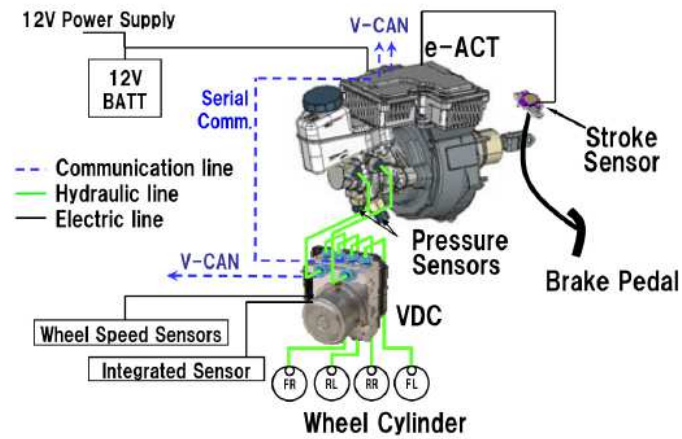 12V Power Supply
V-CAN
e-ACT
12V
BATT
Serial
Comm.
Stroke
Sensor
Communication line
Hydraulic line
Electric line
Pressure
Sensors
V-CAN
Brake Pedal
VDC
Wheel Speed Sensors
Integrated Sensor
FR
RL
RR
FL
Wheel Cylinder